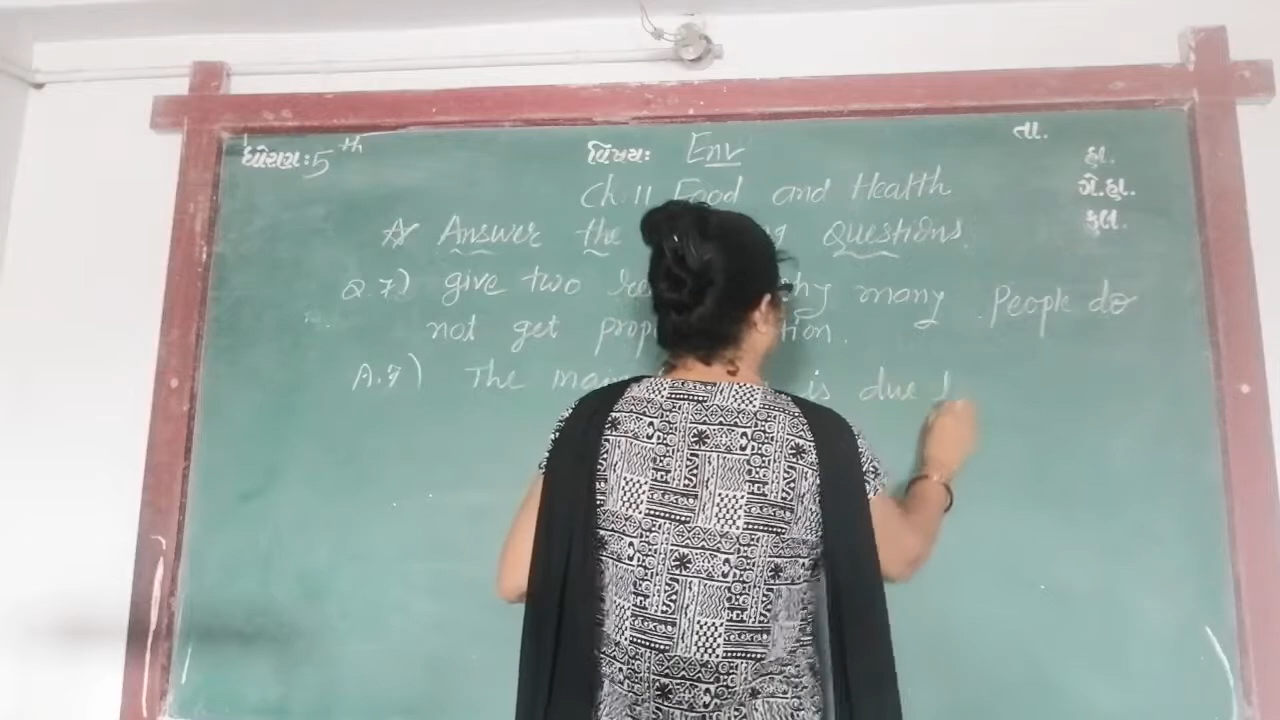 ધોરણ: 5th વિષય: Env તા.
હા.
Ch. 11 Food and Health ગે.હા.
કુલ.
☆ Answer the questions.
Q.7) give two why many people do
not get
A.7) The main is due